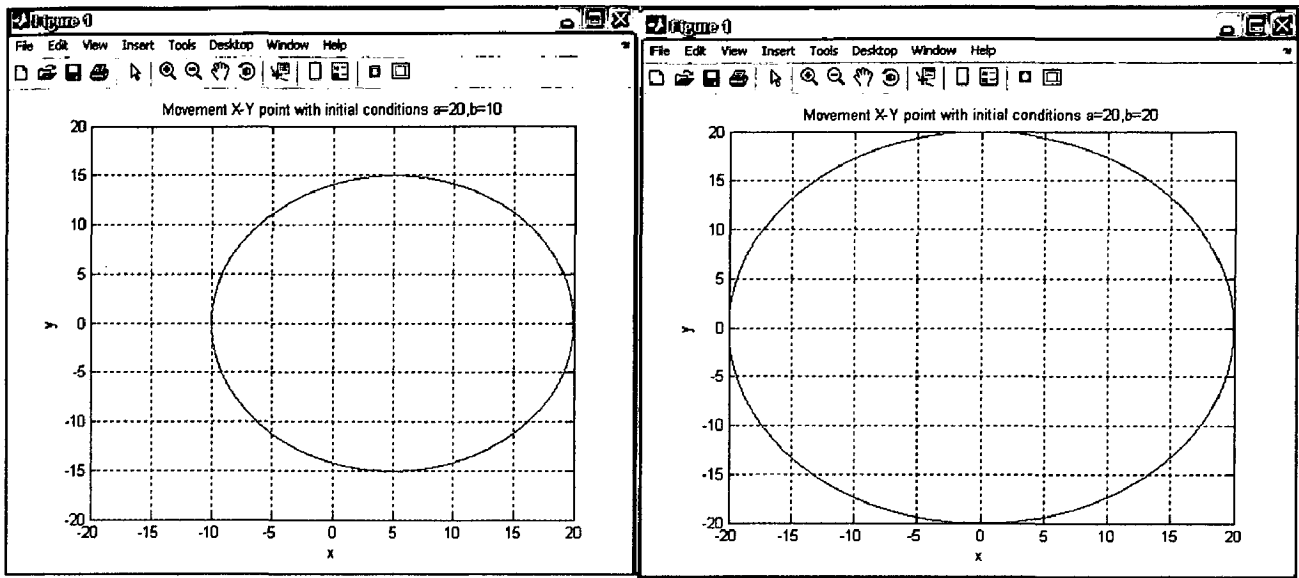 Figure 1
File Edit View Insert Tools Desktop Window Help
Movement X-Y point with initial conditions a=20,b=10
20
15
10
5
0
-5
-10
-15
-20
y
-20 -15 -10 -5 0 5 10 15 20
x
Figure 1
File Edit View Insert Tools Desktop Window Help
Movement X-Y point with initial conditions a=20,b=20
20
15
10
5
0
-5
-10
-15
-20
y
-20 -15 -10 -5 0 5 10 15 20
x